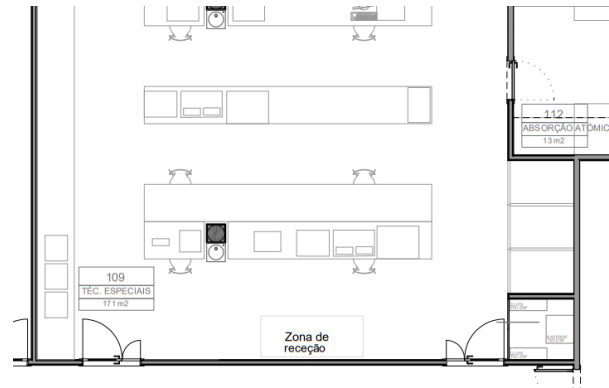 112
ABSORÇÃO ATÓMIC
13 m2
109
TÉC. ESPECIAIS
171 m2
Zona de
receção